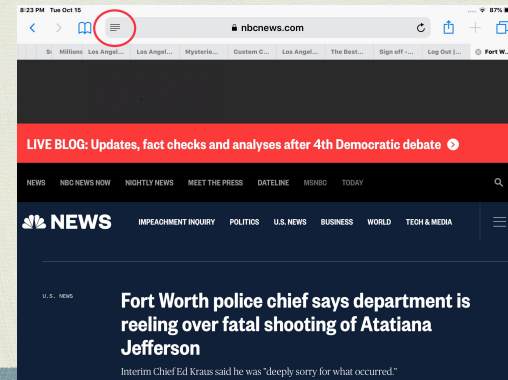 8:23 PM Tue Oct 15
87%
nbcnews.com
Millions Los Angel... Los Angel... Mysterio... Custom C... Los Angel... The Best... Sign off -... Log Out |... Fort W...
LIVE BLOG: Updates, fact checks and analyses after 4th Democratic debate
NEWS NBC NEWS NOW NIGHTLY NEWS MEET THE PRESS DATELINE MSNBC TODAY
NEWS IMPEACHMENT INQUIRY POLITICS U.S. NEWS BUSINESS WORLD TECH & MEDIA
U.S. NEWS
Fort Worth police chief says department is
reeling over fatal shooting of Atatiana
Jefferson
Interim Chief Ed Kraus said he was "deeply sorry for what occurred."